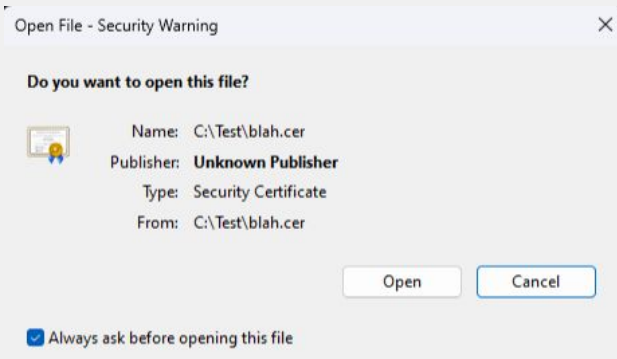 Open File - Security Warning
Do you want to open this file?
Name: C:\Test\blah.cer
Publisher: Unknown Publisher
Type: Security Certificate
From: C:\Test\blah.cer
Open Cancel
Always ask before opening this file